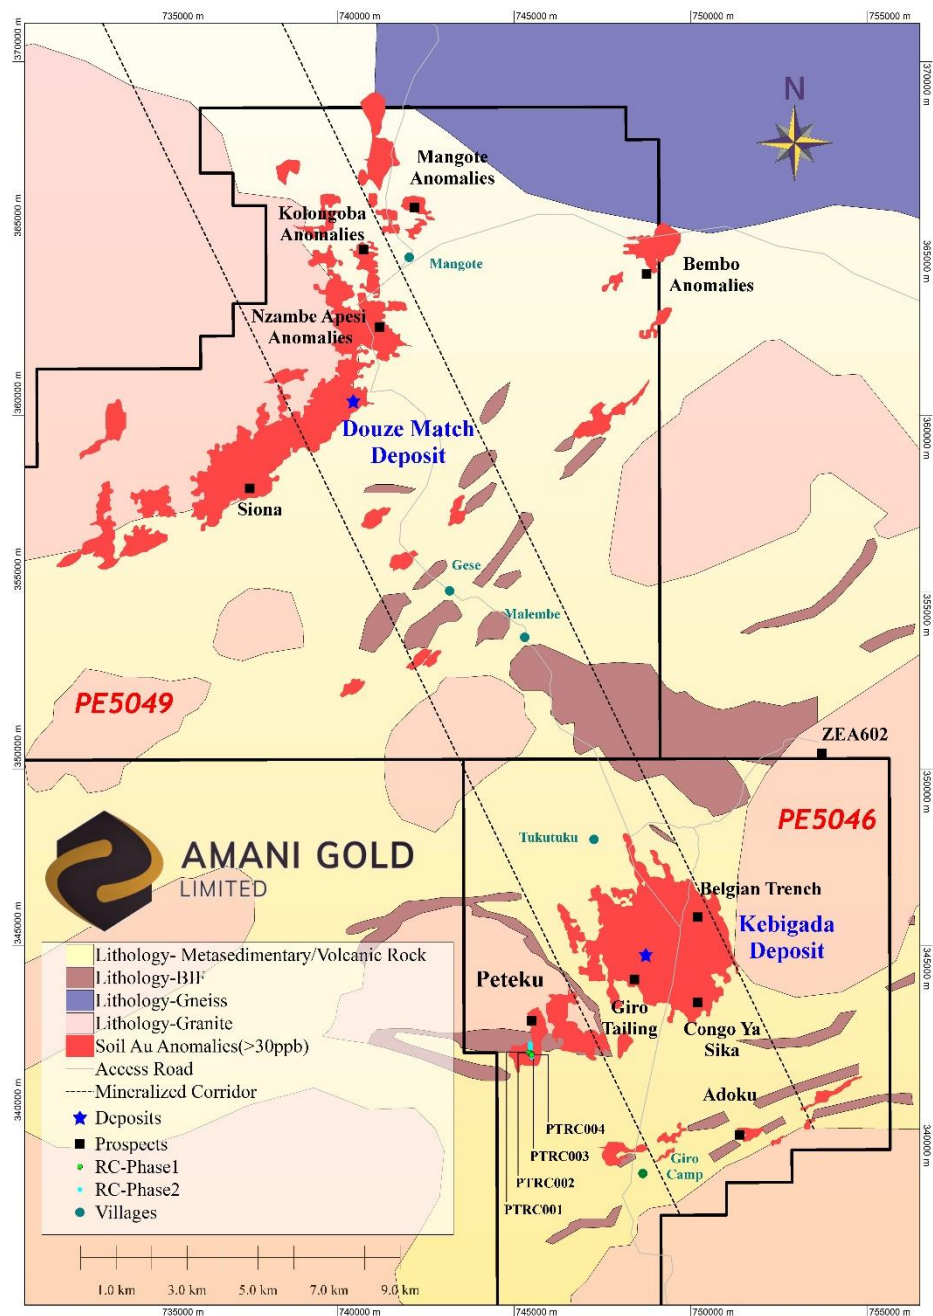 735000 m
740000 m
745000 m
750000 m
755000 m
370000 m
370000 m
N
Mangote
Anomalies
365000 m
365000 m
Kolongoba
Anomalies
Mangote
Bembo
Anomalies
Nzambe Apesi
Anomalies
360000 m
360000 m
Douze Match
Deposit
Siona
355000 m
355000 m
Gese
Malembe
PE5049
ZEA602
350000 m
350000 m
PE5046
Tukutuku
AMANI GOLD
LIMITED
Belgian Trench
Kebigada
Deposit
345000 m
345000 m
Lithology- Metasedimentary/Volcanic Rock
Lithology-BIF
Lithology-Gneiss
Lithology-Granite
Soil Au Anomalics(>30ppb)
Access Road
Mineralized Corridor
Deposits
Prospects
RC-Phase1
RC-Phase2
Villages
Peteku
Giro
Tailing
Congo Ya
Sika
Adoku
340000 m
340000 m
PTRC004
PTRC003
PTRC002
PTRC001
Giro
Camp
1.0 km
3.0 km
5.0 km
7.0 km
9.0 km
735000 m
740000 m
745000 m
750000 m
755000 m